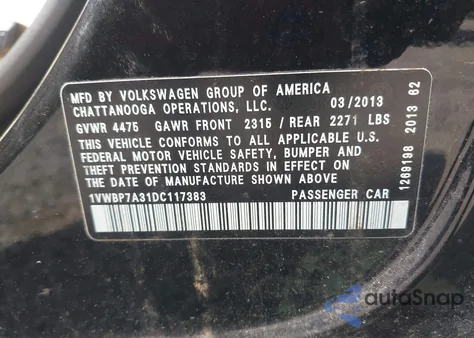 MFD BY VOLKSWAGEN GROUP OF AMERICA
CHATTANOOGA OPERATIONS, LLC. 03/2013
GVWR 4475 GAWR FRONT 2315 / REAR 2271 LBS
THIS VEHICLE CONFORMS TO ALL APPLICABLE U.S.
FEDERAL MOTOR VEHICLE SAFETY, BUMPER AND
THEFT PREVENTION STANDARDS IN EFFECT ON THE
DATE OF MANUFACTURE SHOWN ABOVE.
1VWBP7A31DC117383 PASSENGER CAR
1269198 2013 62
autoSnap